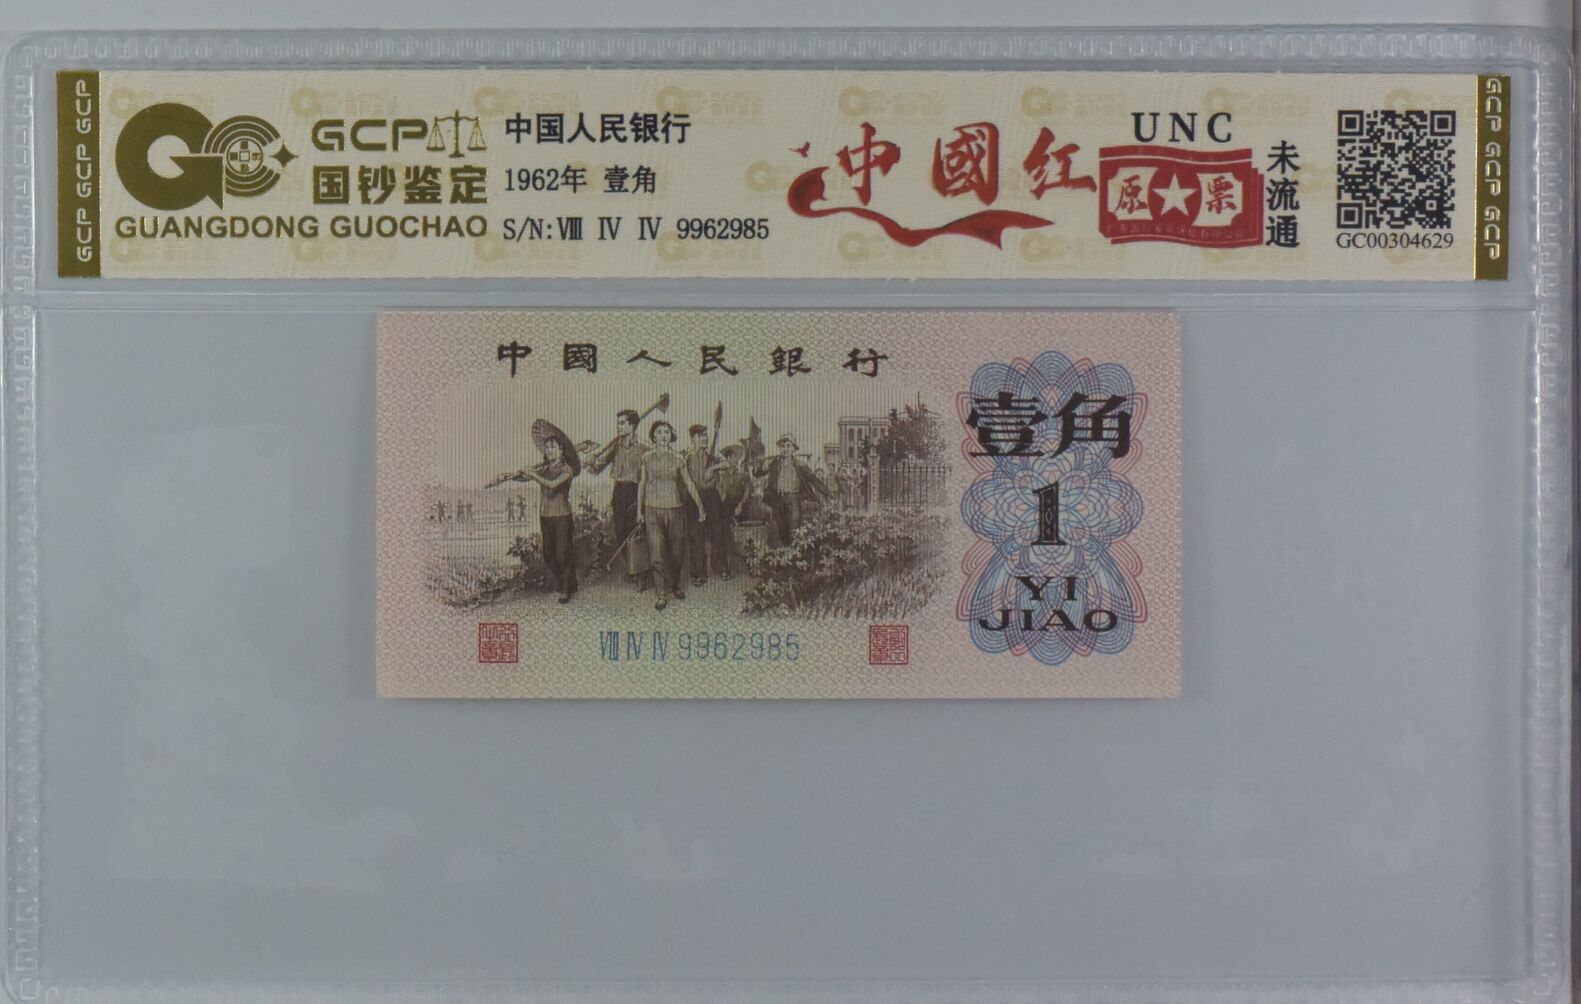 GCP GCP GCP
GCP
国钞鉴定
GUANGDONG GUOCHAO
中国人民银行
1962年 壹角
S/N: Ⅷ Ⅳ Ⅳ 9962985
中國红
原★票
UNC
未流通
GC00304629
GCP GCP GCP
中國人民銀行
壹角
1
YI
JIAO
Ⅷ Ⅳ Ⅳ 9962985